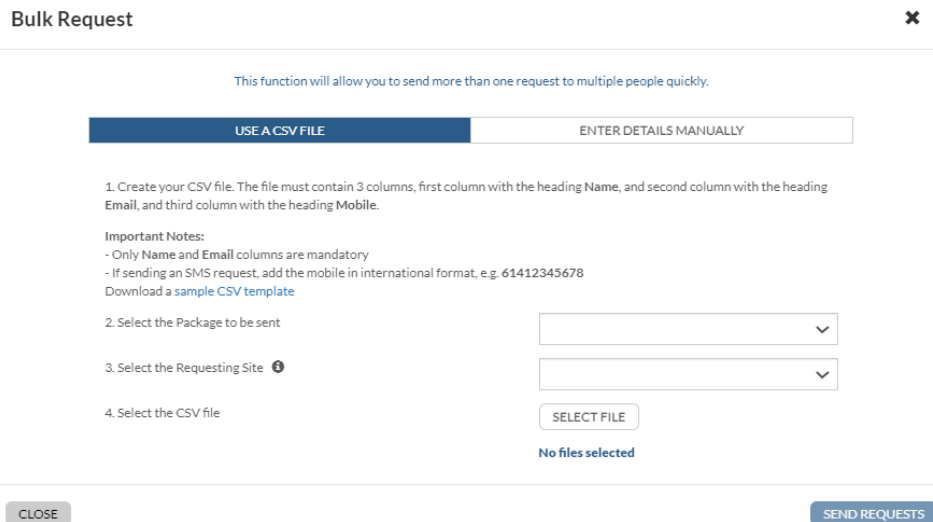 Bulk Request
This function will allow you to send more than one request to multiple people quickly.
USE A CSV FILE
ENTER DETAILS MANUALLY
1. Create your CSV file. The file must contain 3 columns, first column with the heading Name, and second column with the heading
Email, and third column with the heading Mobile.
Important Notes:
- Only Name and Email columns are mandatory
- If sending an SMS request, add the mobile in international format, e.g. 61412345678
Download a sample CSV template
2. Select the Package to be sent
3. Select the Requesting Site
4. Select the CSV file
SELECT FILE
No files selected
CLOSE
SEND REQUESTS